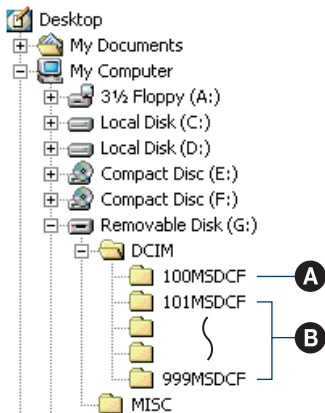 Desktop
My Documents
My Computer
3½ Floppy (A:)
Local Disk (C:)
Local Disk (D:)
Compact Disc (E:)
Compact Disc (F:)
Removable Disk (G:)
DCIM
100MSDCF A
101MSDCF
B
999MSDCF
MISC